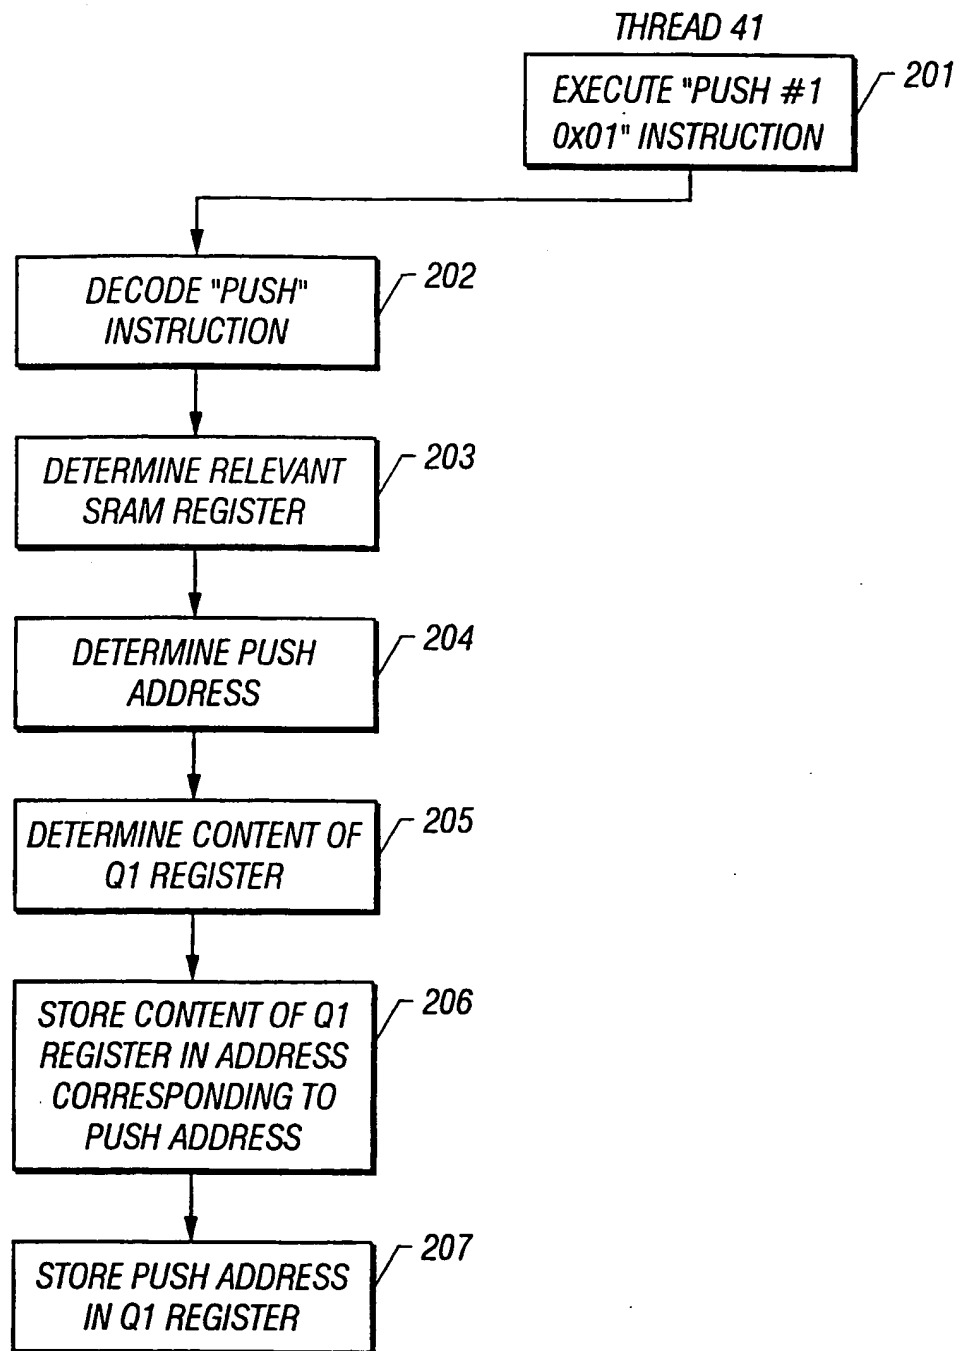 THREAD 41
EXECUTE "PUSH #1
0x01" INSTRUCTION
201
DECODE "PUSH"
INSTRUCTION
202
DETERMINE RELEVANT
SRAM REGISTER
203
DETERMINE PUSH
ADDRESS
204
DETERMINE CONTENT OF
Q1 REGISTER
205
STORE CONTENT OF Q1
REGISTER IN ADDRESS
CORRESPONDING TO
PUSH ADDRESS
206
STORE PUSH ADDRESS
IN Q1 REGISTER
207